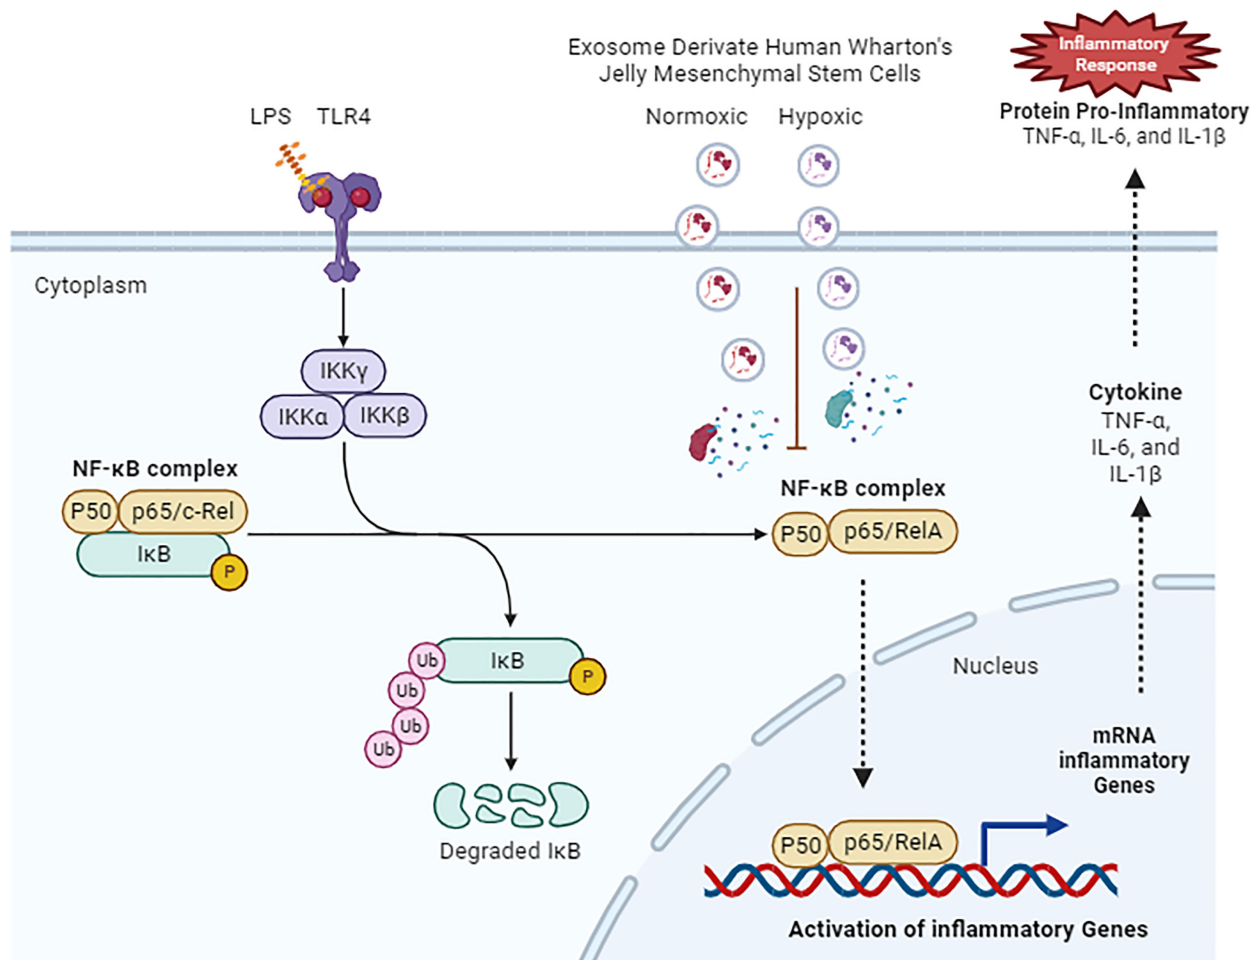 Exosome Derivate Human Wharton's
Jelly Mesenchymal Stem Cells
Normoxic
Hypoxic
Inflammatory
Response
Protein Pro-Inflammatory
TNF-α, IL-6, and IL-1β
LPS
TLR4
Cytoplasm
IKKγ
IKKα
IKKβ
NF-κB complex
P50
p65/c-Rel
IκB
P
NF-κB complex
P50
p65/RelA
Cytokine
TNF-α,
IL-6, and
IL-1β
Ub
IκB
P
Ub
Ub
Ub
Degraded IκB
Nucleus
mRNA
inflammatory
Genes
P50
p65/RelA
Activation of inflammatory Genes